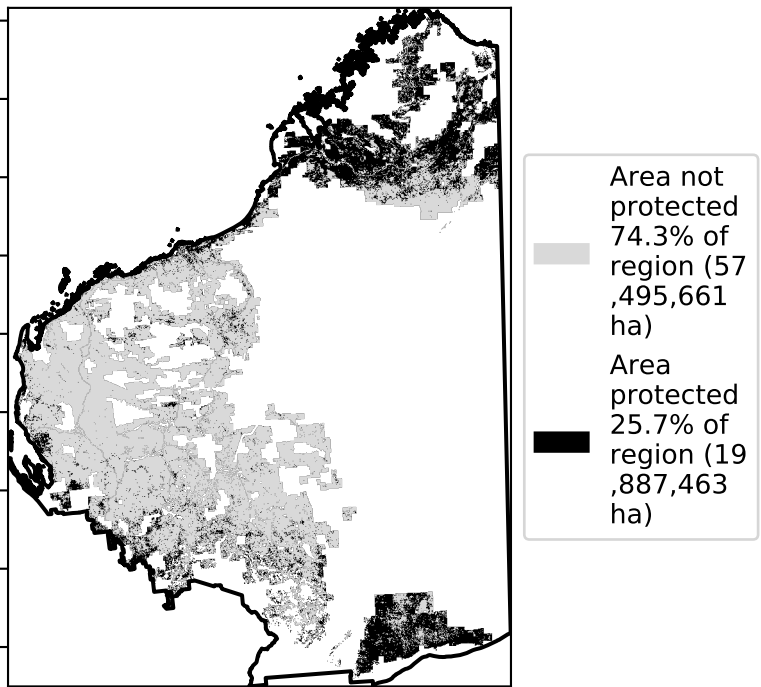 Area not
protected
74.3% of
region (57
,495,661
ha)
Area
protected
25.7% of
region (19
,887,463
ha)